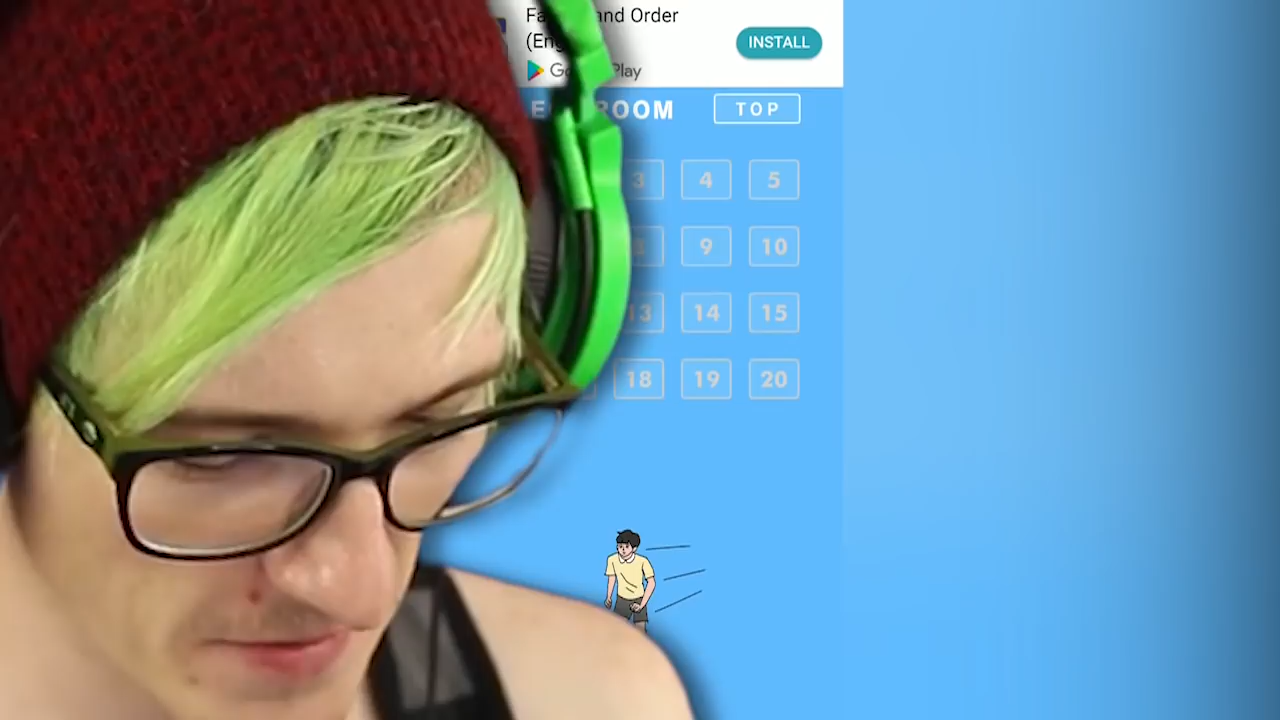 and Order
INSTALL
Play
ROOM
TOP
3 4 5
9 10
13 14 15
18 19 20